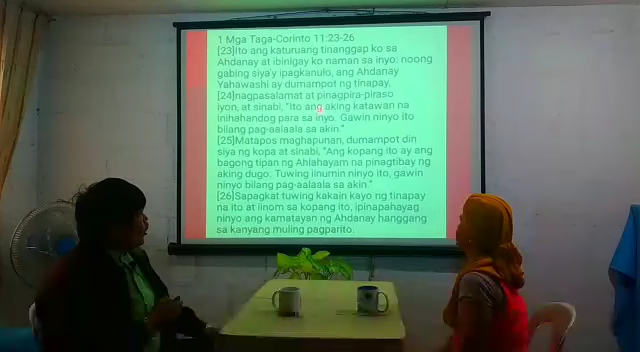 1 Mga Taga-Corinto 11:23-26
[23]Ito ang katuruang tinanggap ko sa
Ahdanay at ibinigay ko naman sa inyo: noong
gabing siya'y ipagkanulo, ang Ahdanay
Yahawashi ay dumampot ng tinapay,
[24]nagpasalamat at pinagpira-piraso
iyon, at sinabi, "Ito ang aking katawan na
inihahandog para sa inyo. Gawin ninyo ito
bilang pag-aalaala sa akin."
[25]Matapos maghapunan, dumampot din
siya ng kopa at sinabi, "Ang kopang ito ay ang
bagong tipan ng Ahlahayam na pinagtibay ng
aking dugo. Tuwing iinumin ninyo ito, gawin
ninyo bilang pag-aalaala sa akin."
[26]Sapagkat tuwing kakain kayo ng tinapay
na ito at iinom sa kopang ito, ipinapahayag
ninyo ang kamatayan ng Ahdanay hanggang
sa kanyang muling pagparito.